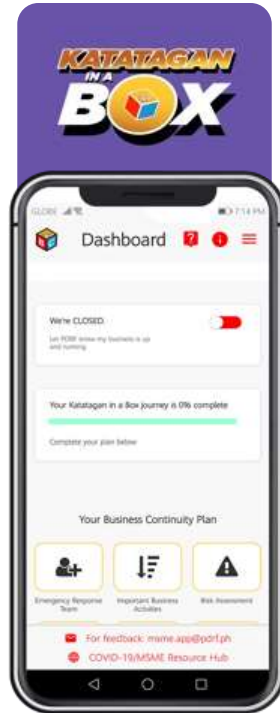 KATATAGAN
IN A
BOX
GLOBE 7:14 PM
Dashboard
We're CLOSED.
Let PDRF know my business is up
and running
Your Katatagan in a Box journey is 0% complete
Complete your plan below
Your Business Continuity Plan
Emergency Response
Team
Important Business
Activities
Risk Assessment
For feedback: msme.app@pdrf.ph
COVID-19/MSME Resource Hub